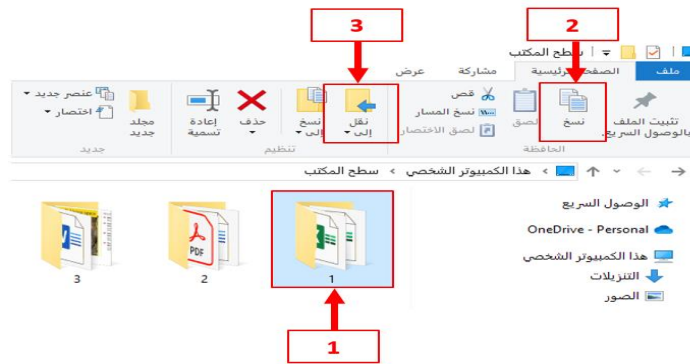 3
2
سطح المكتب
ملف
الصفحة الرئيسية
مشاركة
عرض
تثبيت الملف بالوصول السريع.
نسخ
لصق
قص
نسخ المسار
لصق الاختصار
الحافظة
نقل إلى
نسخ إلى
حذف
إعادة تسمية
تنظيم
مجلد جديد
عنصر جديد
اختصار
جديد
هذا الكمبيوتر الشخصي › سطح المكتب
الوصول السريع
OneDrive - Personal
هذا الكمبيوتر الشخصي
التنزيلات
الصور
PDF
1
2
3
1